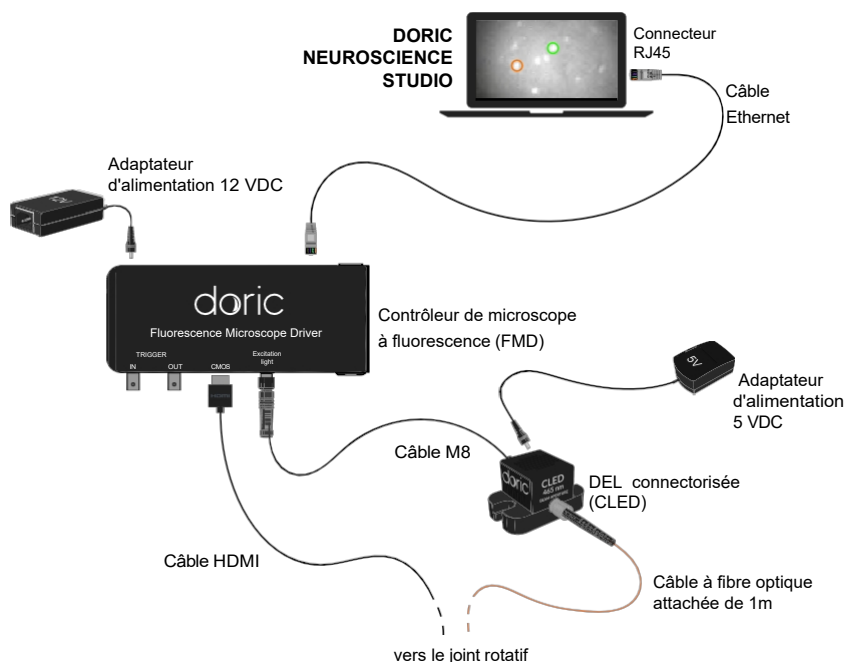 DORIC
NEUROSCIENCE
STUDIO
Connecteur
RJ45
Câble
Ethernet
Adaptateur
d'alimentation 12 VDC
12V
doric
Fluorescence Microscope Driver
TRIGGER
IN
OUT
CMOS
Excitation
light
Contrôleur de microscope
à fluorescence (FMD)
5V
Adaptateur
d'alimentation
5 VDC
Câble M8
doric
CLED
465 nm
DEL connectorisée
(CLED)
Câble HDMI
Câble à fibre optique
attachée de 1m
vers le joint rotatif